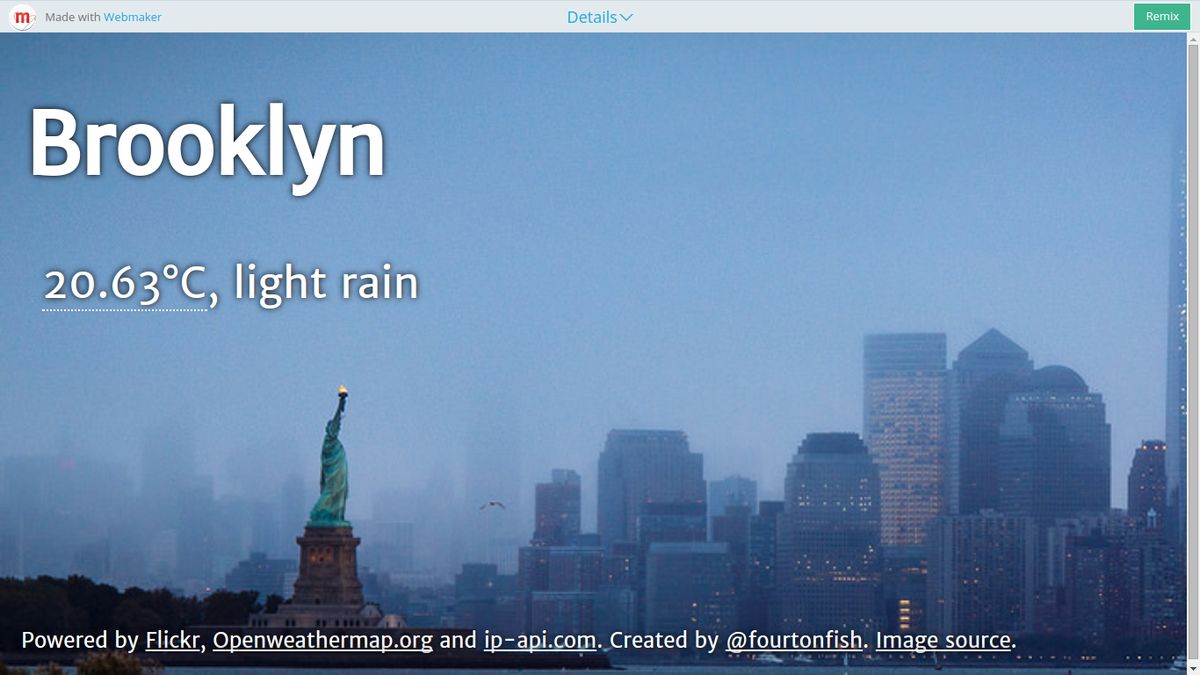 m Made with Webmaker Details Remix
Brooklyn
20.63°C, light rain
Powered by Flickr, Openweathermap.org and ip-api.com. Created by @fourtonfish. Image source.